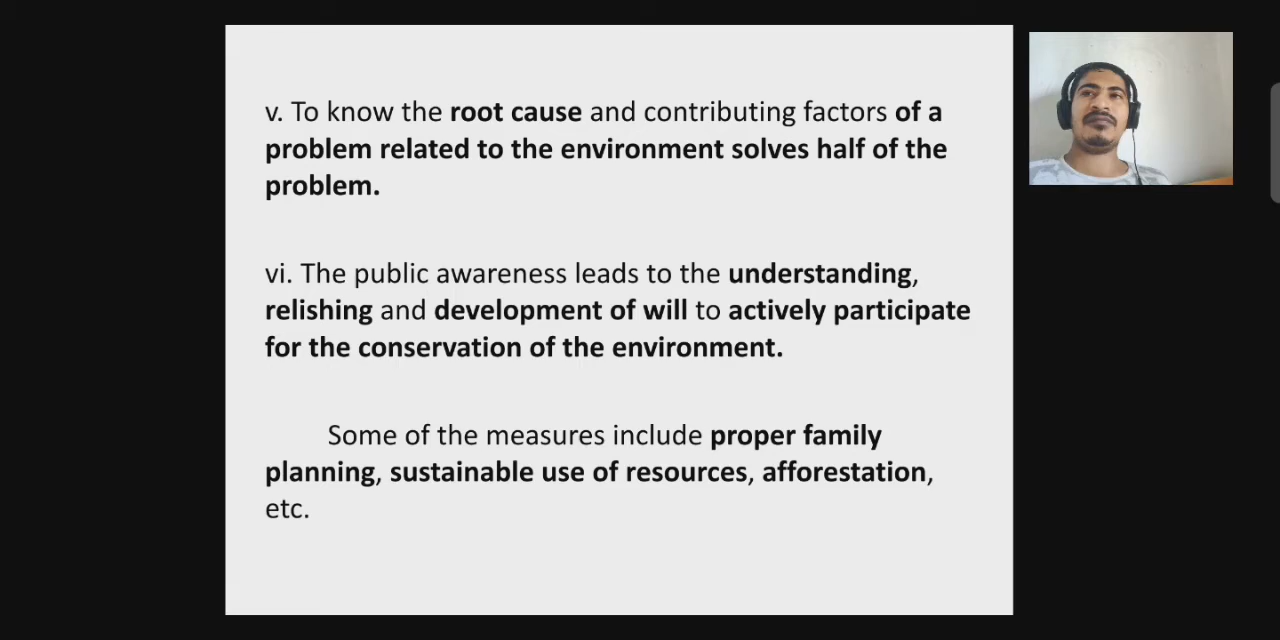 v. To know the root cause and contributing factors of a
problem related to the environment solves half of the
problem.
vi. The public awareness leads to the understanding,
relishing and development of will to actively participate
for the conservation of the environment.
Some of the measures include proper family
planning, sustainable use of resources, afforestation,
etc.